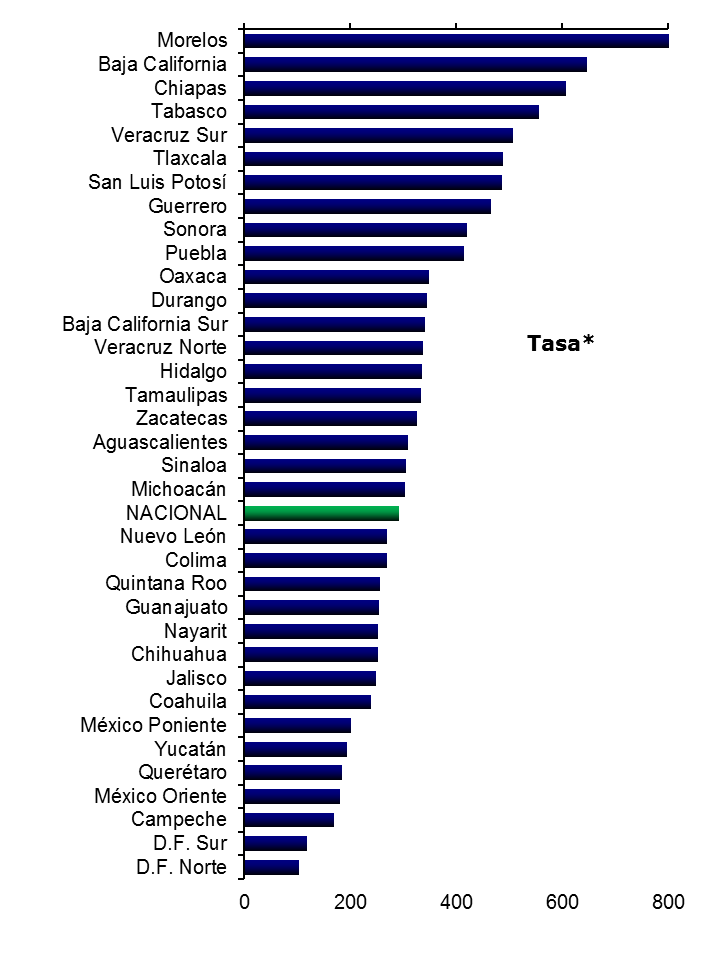 Morelos
Baja California
Chiapas
Tabasco
Veracruz Sur
Tlaxcala
San Luis Potosí
Guerrero
Sonora
Puebla
Oaxaca
Durango
Baja California Sur
Tasa*
Veracruz Norte
Hidalgo
Tamaulipas
Zacatecas
Aguascalientes
Sinaloa
Michoacán
NACIONAL
Nuevo León
Colima
Quintana Roo
Guanajuato
Nayarit
Chihuahua
Jalisco
Coahuila
México Poniente
Yucatán
Querétaro
México Oriente
Campeche
D.F. Sur
D.F. Norte
0 200 400 600 800